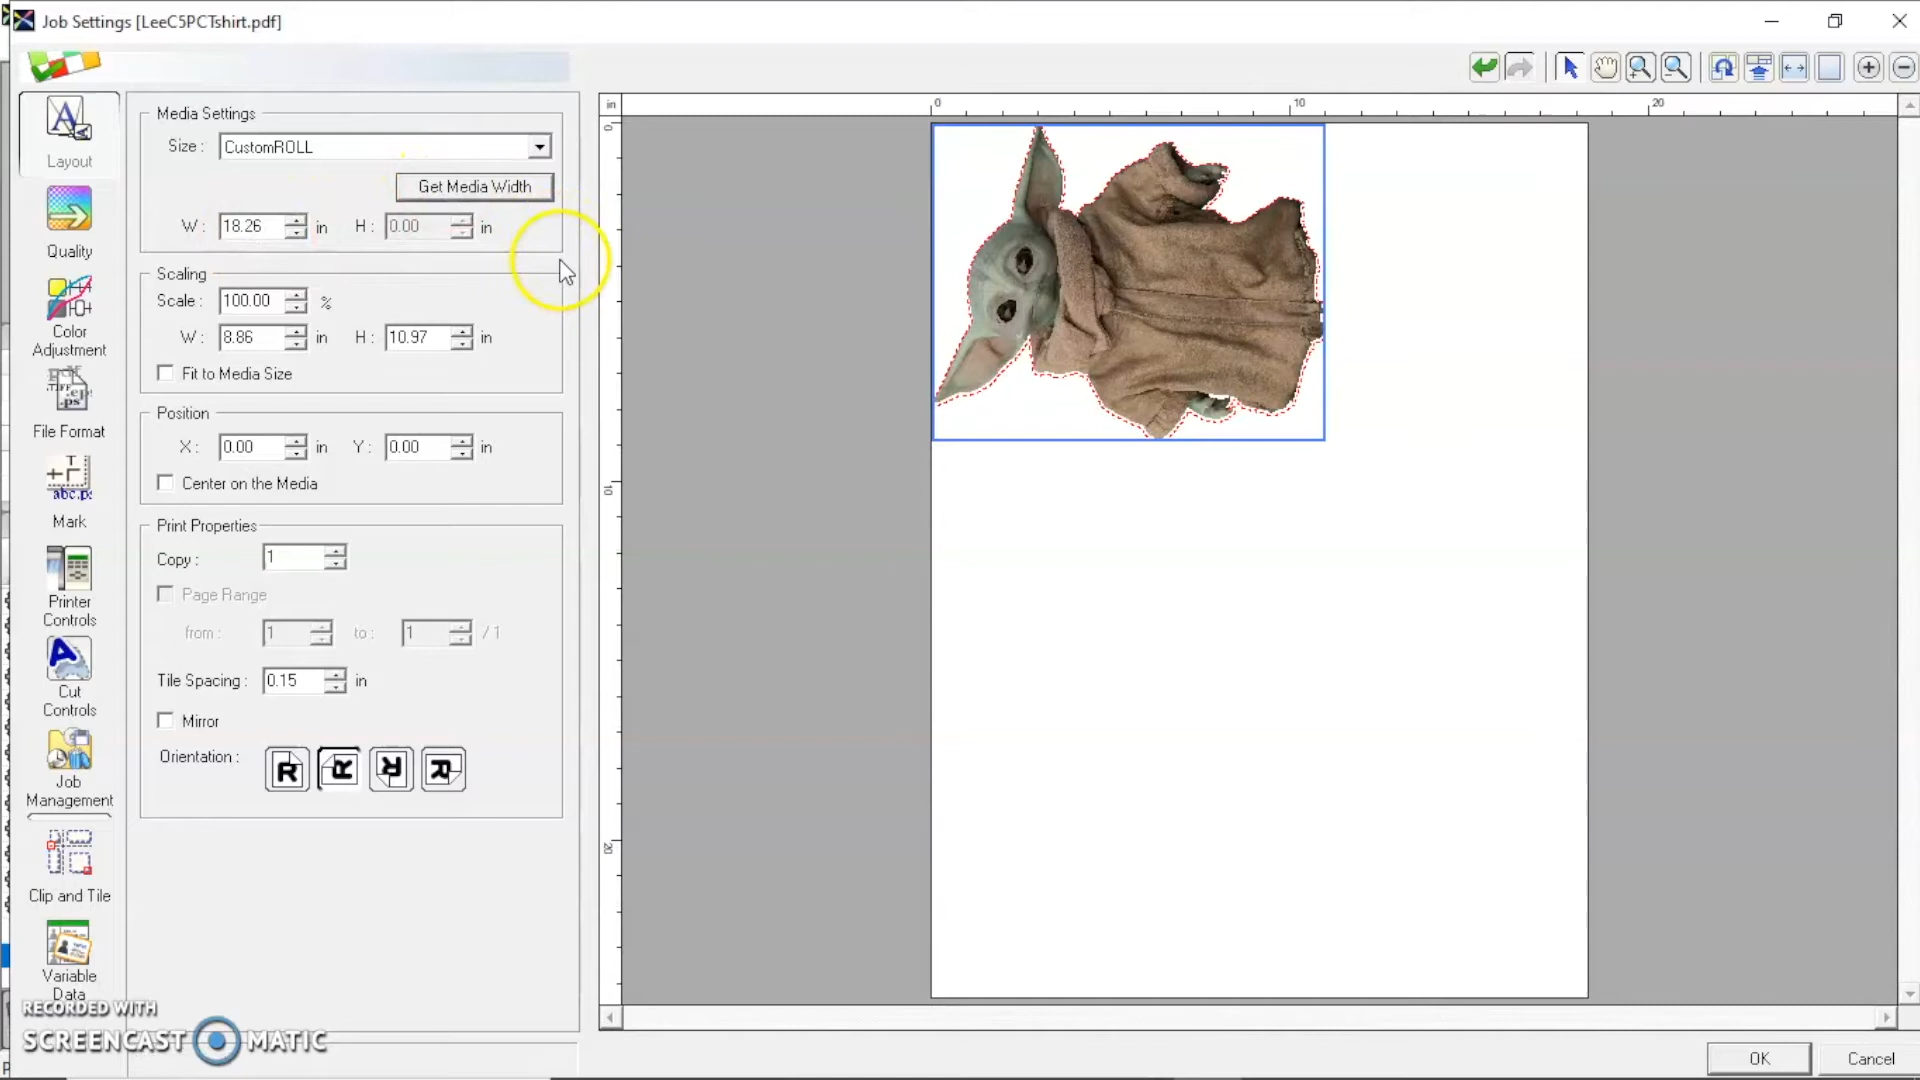 Job Settings [LeeC5PCTshirt.pdf]
Layout
Quality
Color
Adjustment
File Format
Mark
Printer
Controls
Cut
Controls
Job
Management
Clip and Tile
Variable
Data
Media Settings
Size : CustomROLL
Get Media Width
W : 18.26 in H : 0.00 in
Scaling
Scale : 100.00 %
W : 8.86 in H : 10.97 in
Fit to Media Size
Position
X : 0.00 in Y : 0.00 in
Center on the Media
Print Properties
Copy : 1
Page Range
from : 1 to : 1 / 1
Tile Spacing : 0.15 in
Mirror
Orientation :
R R R R
in 0 10 20
0
10
20
RECORDED WITH
SCREENCAST MATIC
OK Cancel